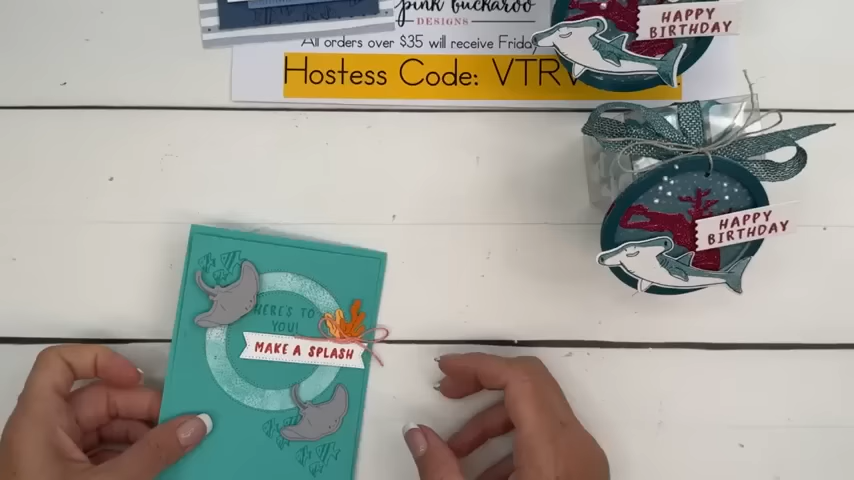 pink buckaroo
DESIGNS
All orders over $35 will receive Friday
Hostess Code: VTRV
HAPPY
BIRTHDAY
HAPPY
BIRTHDAY
HERE'S TO
YOU!
MAKE A SPLASH